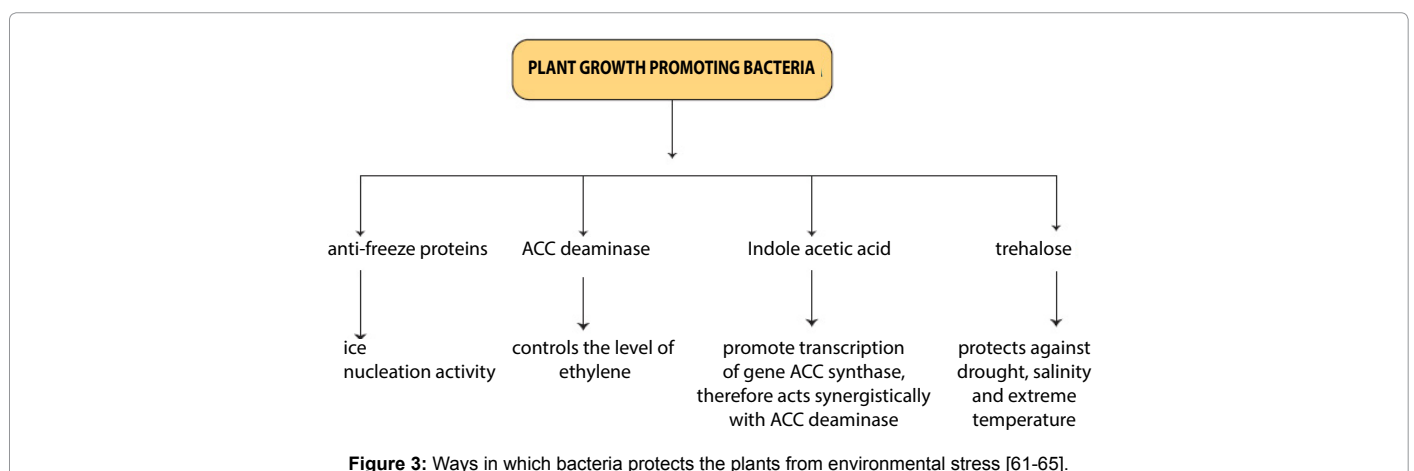 PLANT GROWTH PROMOTING BACTERIA
anti-freeze proteins
ACC deaminase
Indole acetic acid
trehalose
ice
nucleation activity
controls the level of
ethylene
promote transcription
of gene ACC synthase,
therefore acts synergistically
with ACC deaminase
protects against
drought, salinity
and extreme
temperature
Figure 3: Ways in which bacteria protects the plants from environmental stress [61-65].